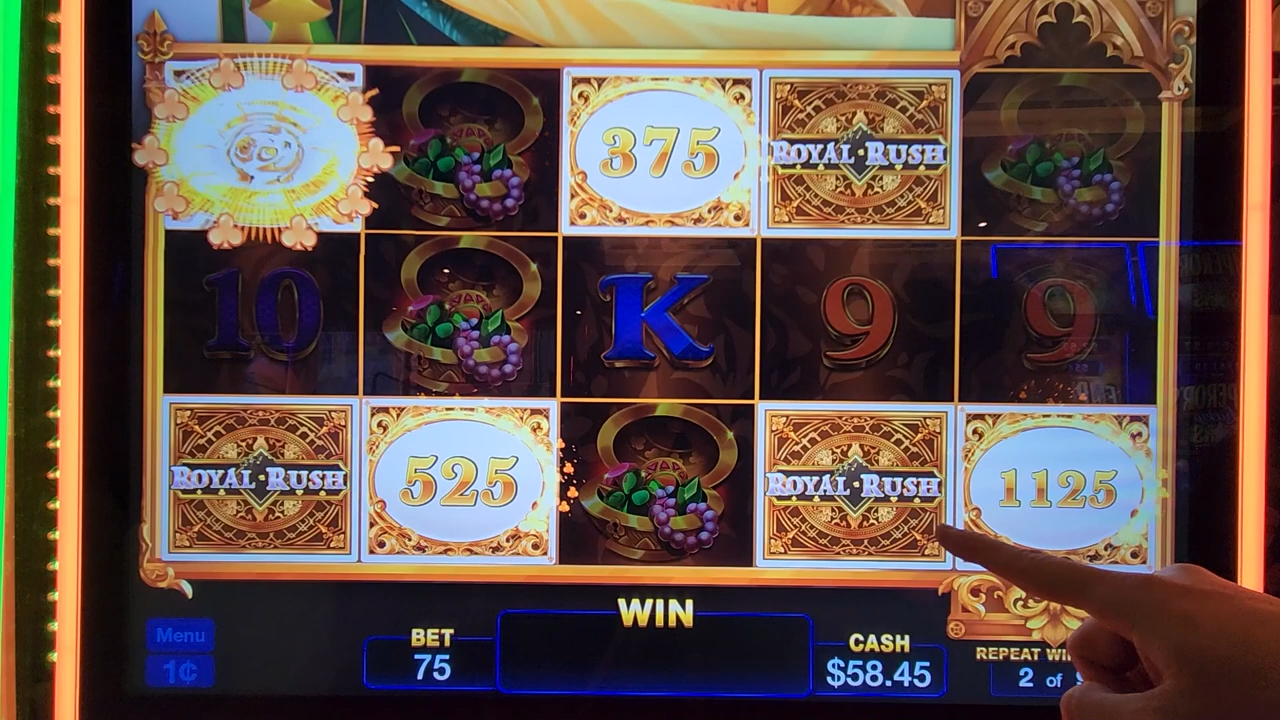 375
ROYAL RUSH
10
K
9
9
ROYAL RUSH
525
ROYAL RUSH
1125
WIN
Menu
1¢
BET
75
CASH
$58.45
REPEAT
2 of